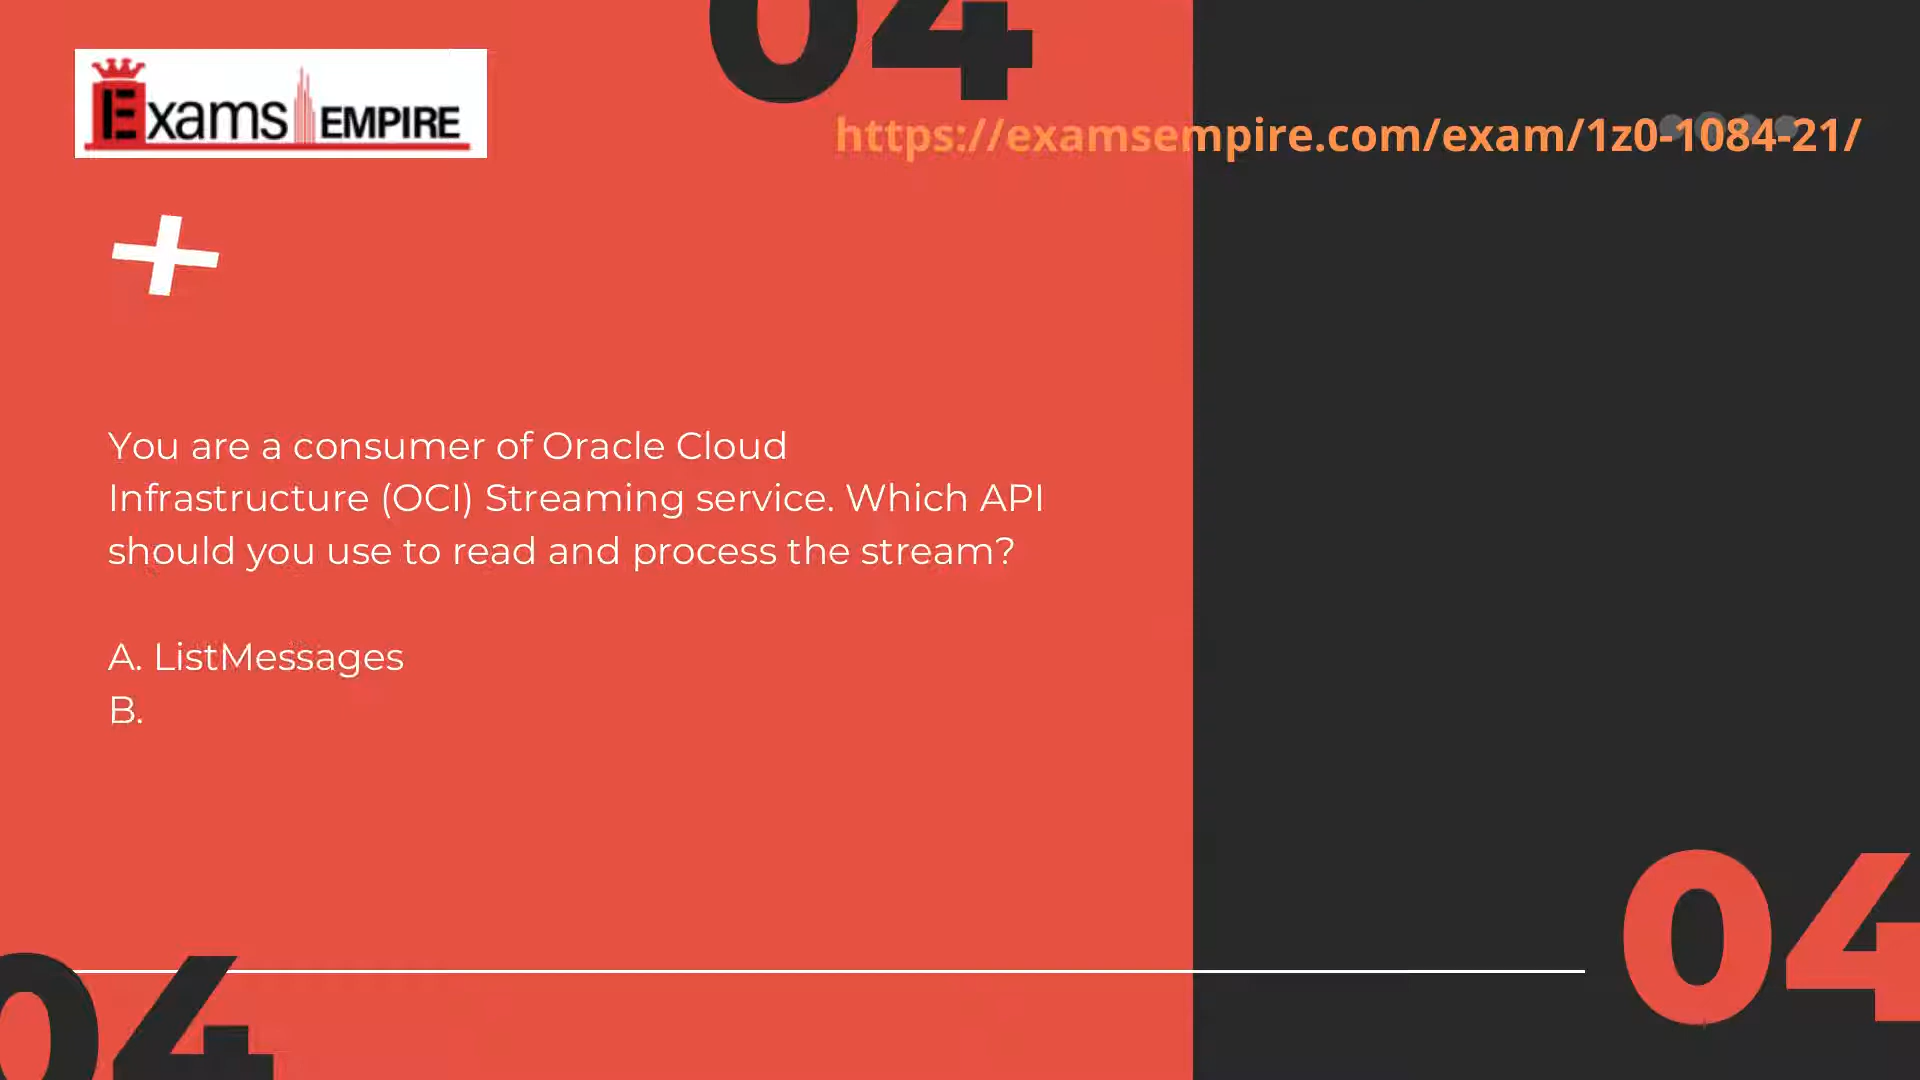 04
Exams EMPIRE
https://examsempire.com/exam/1z0-1084-21/
You are a consumer of Oracle Cloud
Infrastructure (OCI) Streaming service. Which API
should you use to read and process the stream?
A. ListMessages
B.
04
04